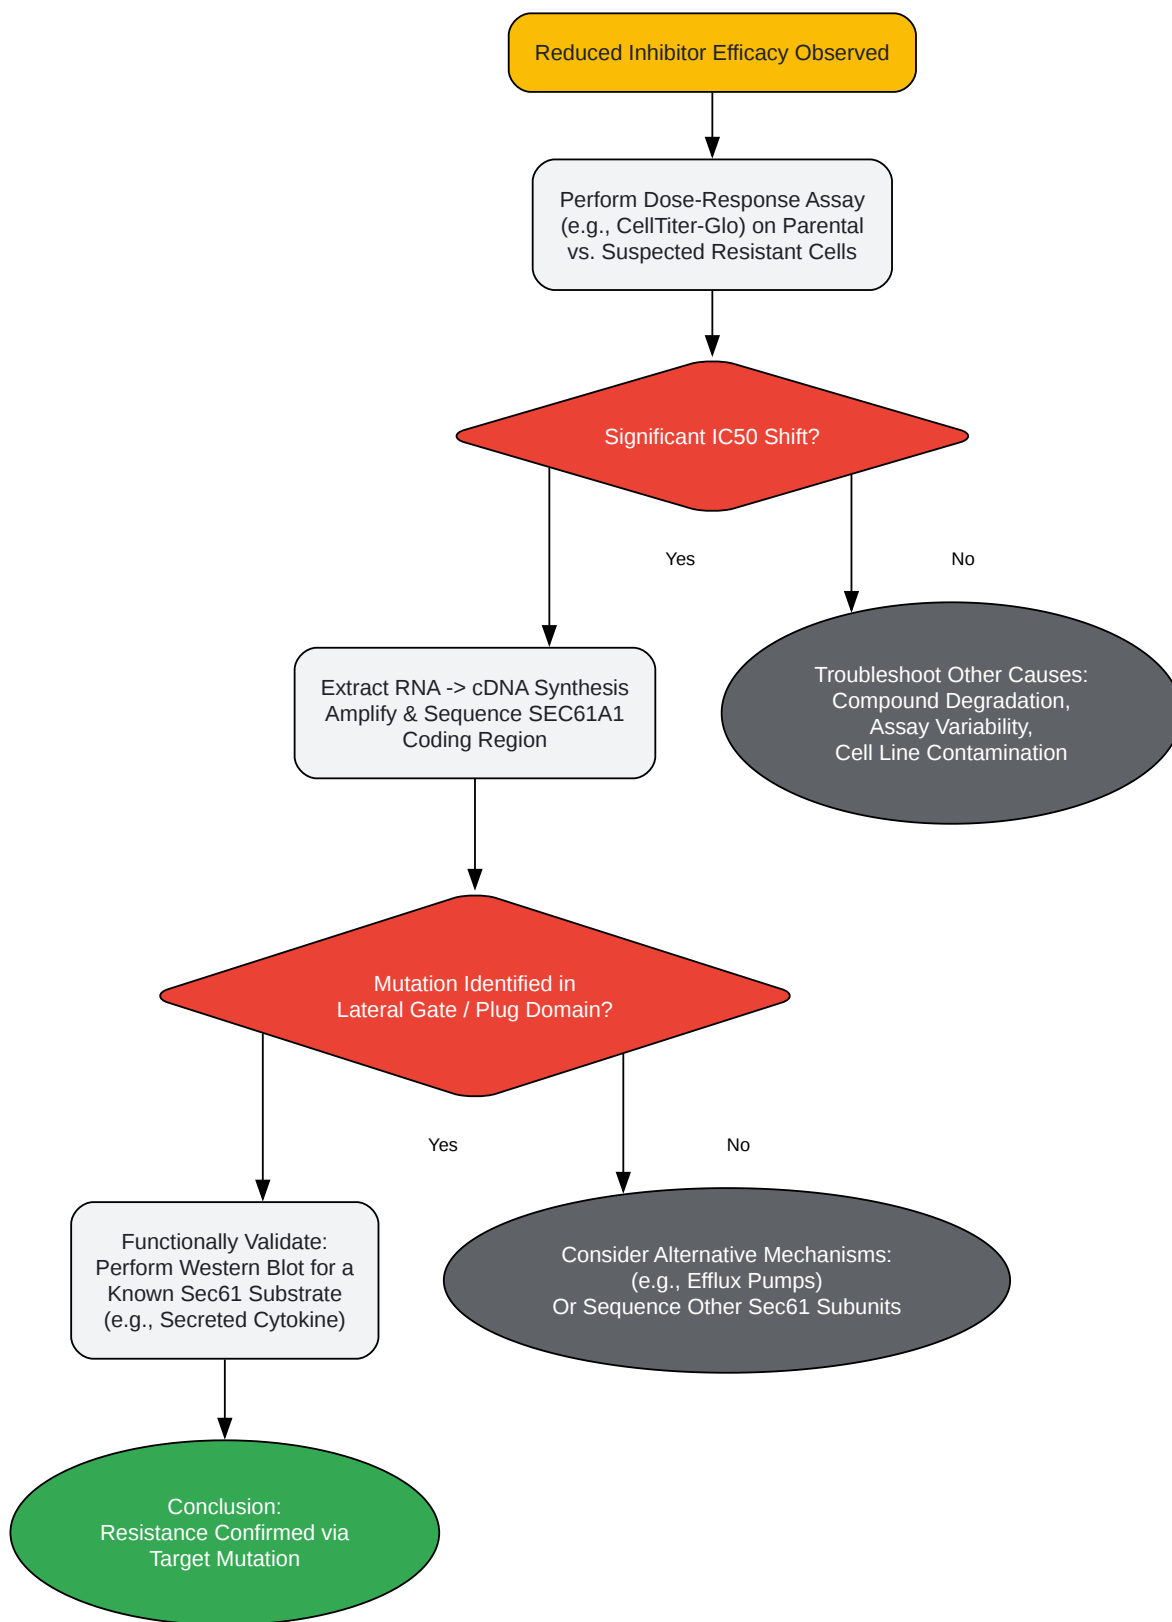 Reduced Inhibitor Efficacy Observed
Perform Dose-Response Assay
(e.g., CellTiter-Glo) on Parental
vs. Suspected Resistant Cells
Significant IC50 Shift?
Yes
No
Extract RNA -> cDNA Synthesis
Amplify & Sequence SEC61A1
Coding Region
Troubleshoot Other Causes:
Compound Degradation,
Assay Variability,
Cell Line Contamination
Mutation Identified in
Lateral Gate / Plug Domain?
Yes
No
Functionally Validate:
Perform Western Blot for a
Known Sec61 Substrate
(e.g., Secreted Cytokine)
Consider Alternative Mechanisms:
(e.g., Efflux Pumps)
Or Sequence Other Sec61 Subunits
Conclusion:
Resistance Confirmed via
Target Mutation